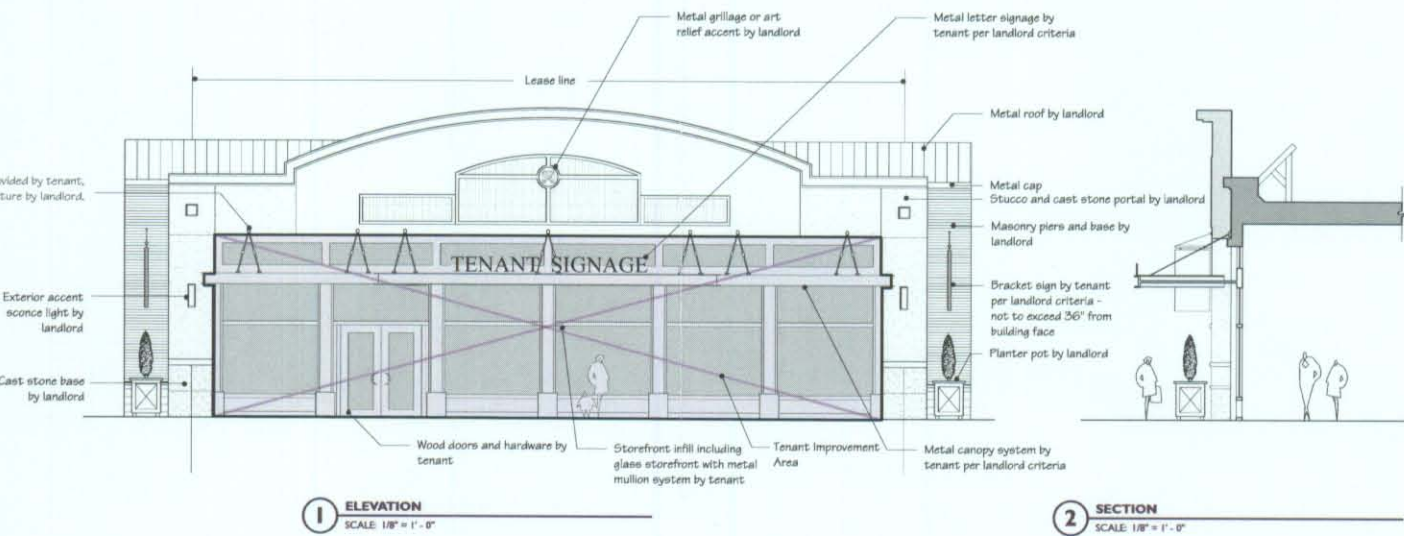 Metal grillage or art
relief accent by landlord
Metal letter signage by
tenant per landlord criteria
Lease line
Metal roof by landlord
vided by tenant,
ture by landlord.
Metal cap
Stucco and cast stone portal by landlord
Masonry piers and base by
landlord
TENANT SIGNAGE
Exterior accent
sconce light by
landlord
Bracket sign by tenant
per landlord criteria -
not to exceed 36" from
building face
Planter pot by landlord
Cast stone base
by landlord
Wood doors and hardware by
tenant
Storefront infill including
glass storefront with metal
mullion system by tenant
Tenant Improvement
Area
Metal canopy system by
tenant per landlord criteria
1 ELEVATION
SCALE: 1/8" = 1' - 0"
2 SECTION
SCALE: 1/8" = 1' - 0"